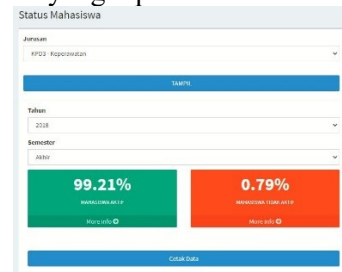 Status Mahasiswa
Jurusan
KPD3 - Keperawatan
TAMPIL
Tahun
2018
Semester
Akhir
99.21%
MAHASISWA AKTIF
More info
0.79%
MAHASISWA TIDAK AKTIF
More info
Cetak Data